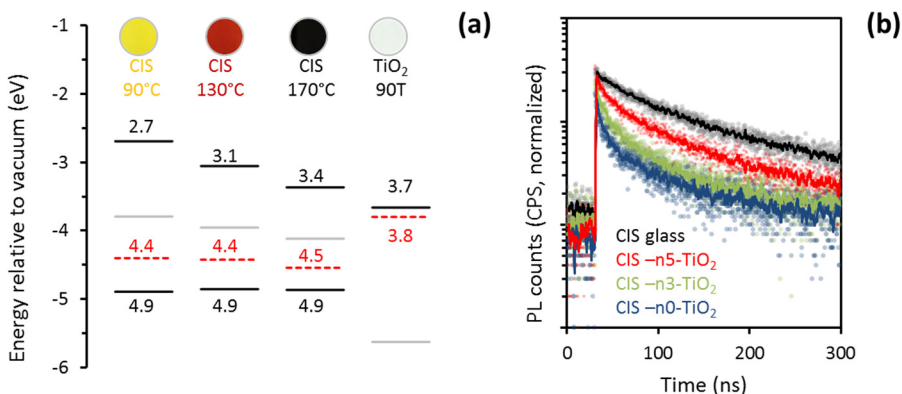 (a)
Energy relative to vacuum (eV)
-1
-2
-3
-4
-5
-6
CIS
90°C
CIS
130°C
CIS
170°C
TiO₂
90T
2.7
4.4
4.9
3.1
4.4
4.9
3.4
4.5
4.9
3.7
3.8
(b)
PL counts (CPS, normalized)
CIS glass
CIS –n5-TiO₂
CIS –n3-TiO₂
CIS –n0-TiO₂
0
100
200
300
Time (ns)